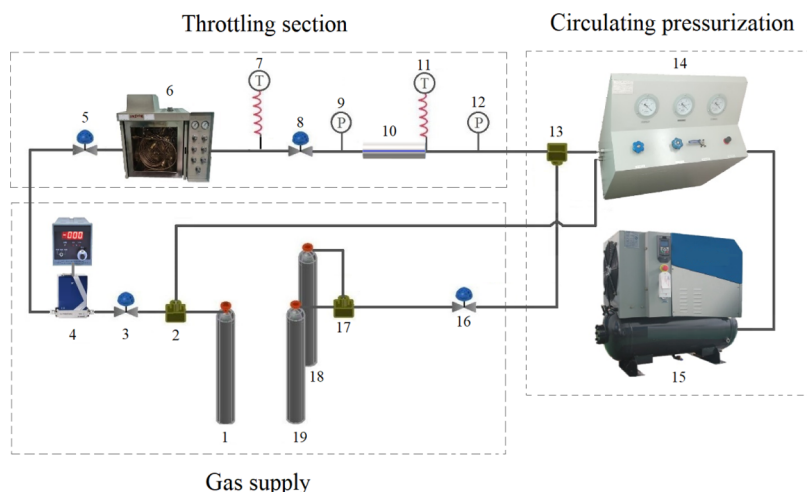 Throttling section
Circulating pressurization
7
11
14
5
6
9
12
8
13
T
T
P
P
10
-000
4
3
2
17
16
18
15
1
19
Gas supply